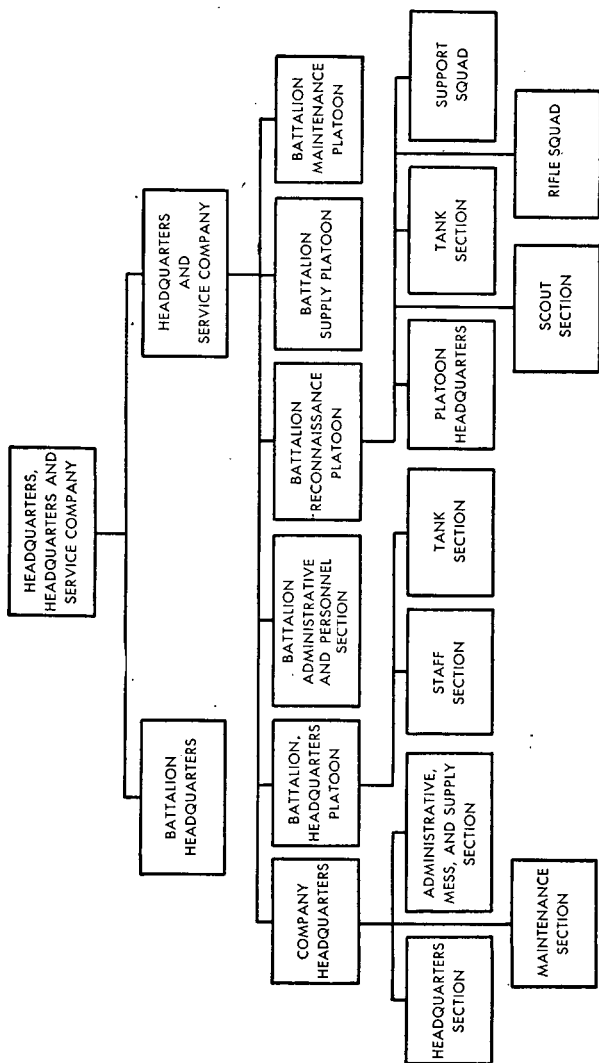 HEADQUARTERS,
HEADQUARTERS AND
SERVICE COMPANY
BATTALION
HEADQUARTERS
HEADQUARTERS
AND
SERVICE COMPANY
COMPANY
HEADQUARTERS
BATTALION,
HEADQUARTERS
PLATOON
BATTALION
ADMINISTRATIVE
AND PERSONNEL
SECTION
BATTALION
RECONNAISSANCE
PLATOON
BATTALION
SUPPLY PLATOON
BATTALION
MAINTENANCE
PLATOON
HEADQUARTERS
SECTION
ADMINISTRATIVE,
MESS, AND SUPPLY
SECTION
STAFF
SECTION
TANK
SECTION
PLATOON
HEADQUARTERS
TANK
SECTION
SUPPORT
SQUAD
MAINTENANCE
SECTION
SCOUT
SECTION
RIFLE SQUAD